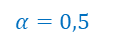 α = 0,5